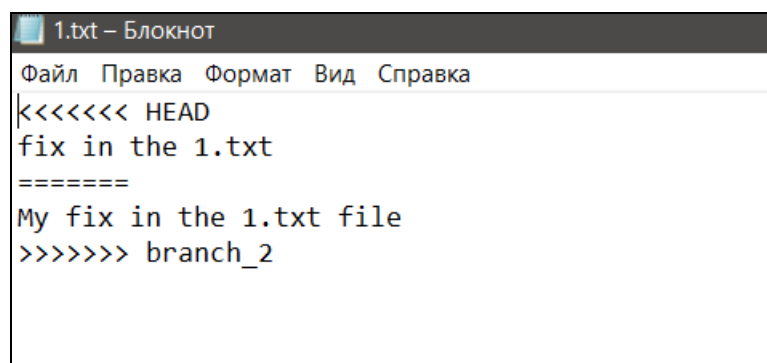 1.txt – Блокнот
Файл Правка Формат Вид Справка
<<<<<<< HEAD
fix in the 1.txt
=======
My fix in the 1.txt file
>>>>>>> branch_2